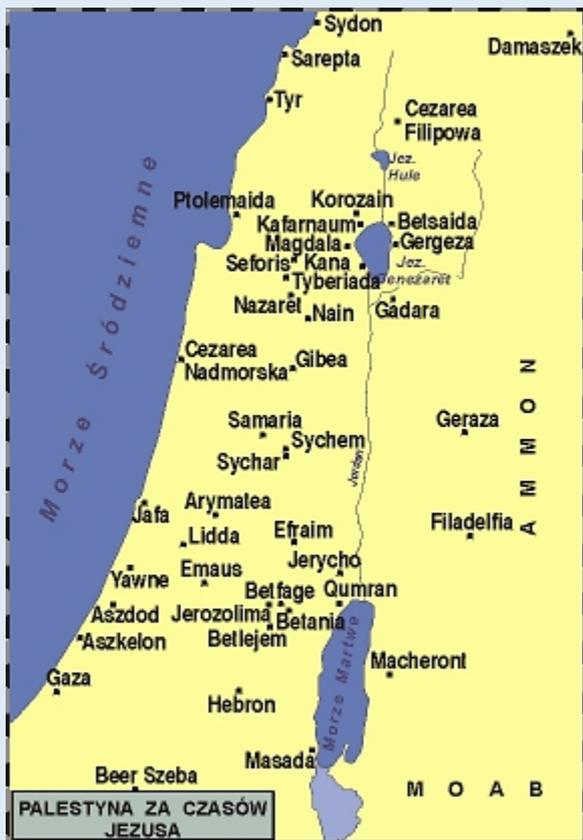 Sydon
Damaszek
Sarepta
Tyr
Cezarea
Filipowa
Jez.
Hule
Morze Śródziemne
Ptolemaida
Korozain
Kafarnaum
Betsaida
Magdala
Gergeza
Seforis
Kana
Jez.
Genezaret
Tyberiada
Nazaret
Nain
Gadara
Cezarea
Nadmorska
Gibea
AMMON
Samaria
Geraza
Sychem
Sychar
Jordan
Arymatea
Jafa
Filadelfia
Efraim
Lidda
Jerycho
Emaus
Yawne
Betfage
Qumran
Aszdod
Jerozolima
Betania
Aszkelon
Betlejem
Morze Martwe
Macheront
Gaza
Hebron
Masada
Beer Szeba
MOAB
PALESTYNA ZA CZASÓW
JEZUSA